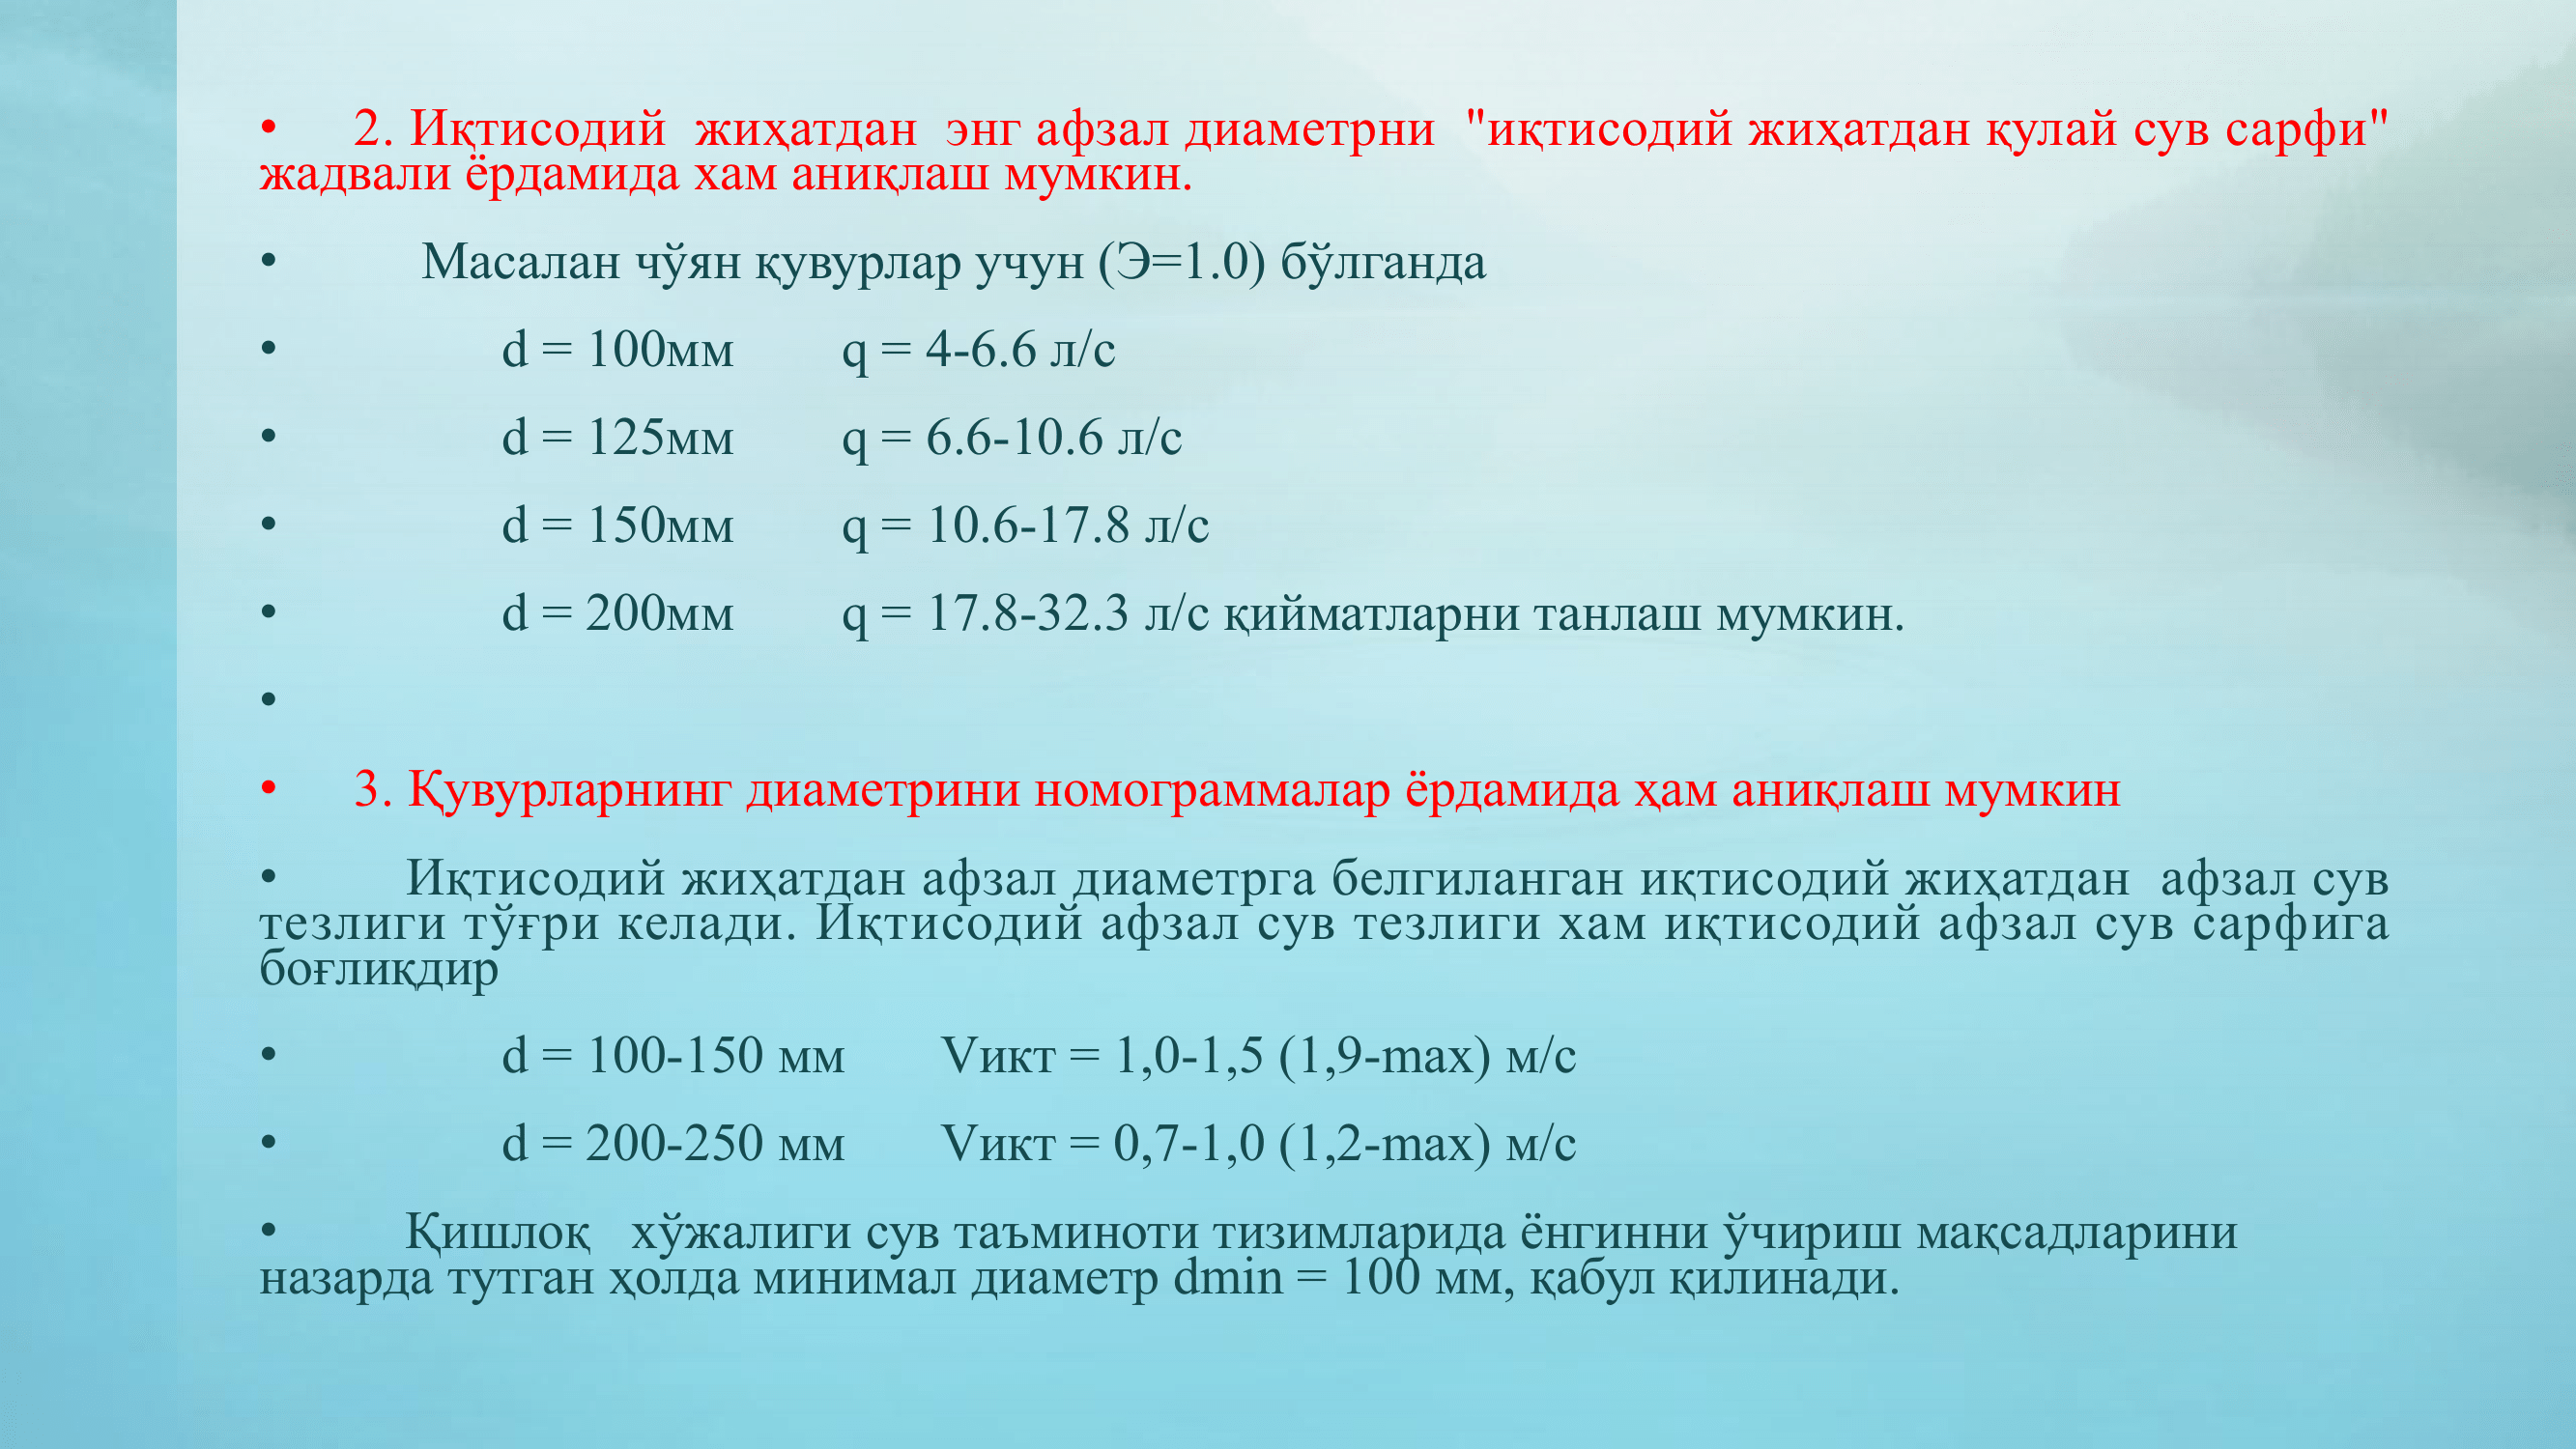 • 2. Иқтисодий жиҳатдан энг афзал диаметрни "иқтисодий жиҳатдан қулай сув сарфи"
жадвали ёрдамида хам аниқлаш мумкин.
• Масалан чўян қувурлар учун (Э=1.0) бўлганда
• d = 100мм q = 4-6.6 л/с
• d = 125мм q = 6.6-10.6 л/с
• d = 150мм q = 10.6-17.8 л/с
• d = 200мм q = 17.8-32.3 л/с қийматларни танлаш мумкин.
•
• 3. Қувурларнинг диаметрини номограммалар ёрдамида ҳам аниқлаш мумкин
• Иқтисодий жиҳатдан афзал диаметрга белгиланган иқтисодий жиҳатдан афзал сув
тезлиги тўғри келади. Иқтисодий афзал сув тезлиги хам иқтисодий афзал сув сарфига
боғлиқдир
• d = 100-150 мм Vикт = 1,0-1,5 (1,9-max) м/с
• d = 200-250 мм Vикт = 0,7-1,0 (1,2-max) м/с
• Қишлоқ хўжалиги сув таъминоти тизимларида ёнгинни ўчириш мақсадларини
назарда тутган ҳолда минимал диаметр dmin = 100 мм, қабул қилинади.